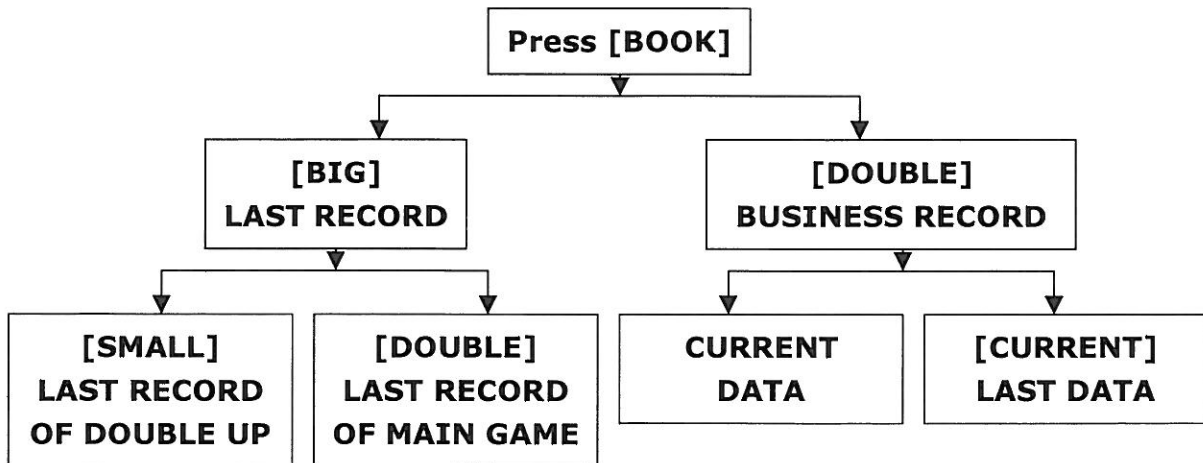 Press [BOOK]
[BIG]
LAST RECORD
[DOUBLE]
BUSINESS RECORD
[SMALL]
LAST RECORD
OF DOUBLE UP
[DOUBLE]
LAST RECORD
OF MAIN GAME
CURRENT
DATA
[CURRENT]
LAST DATA